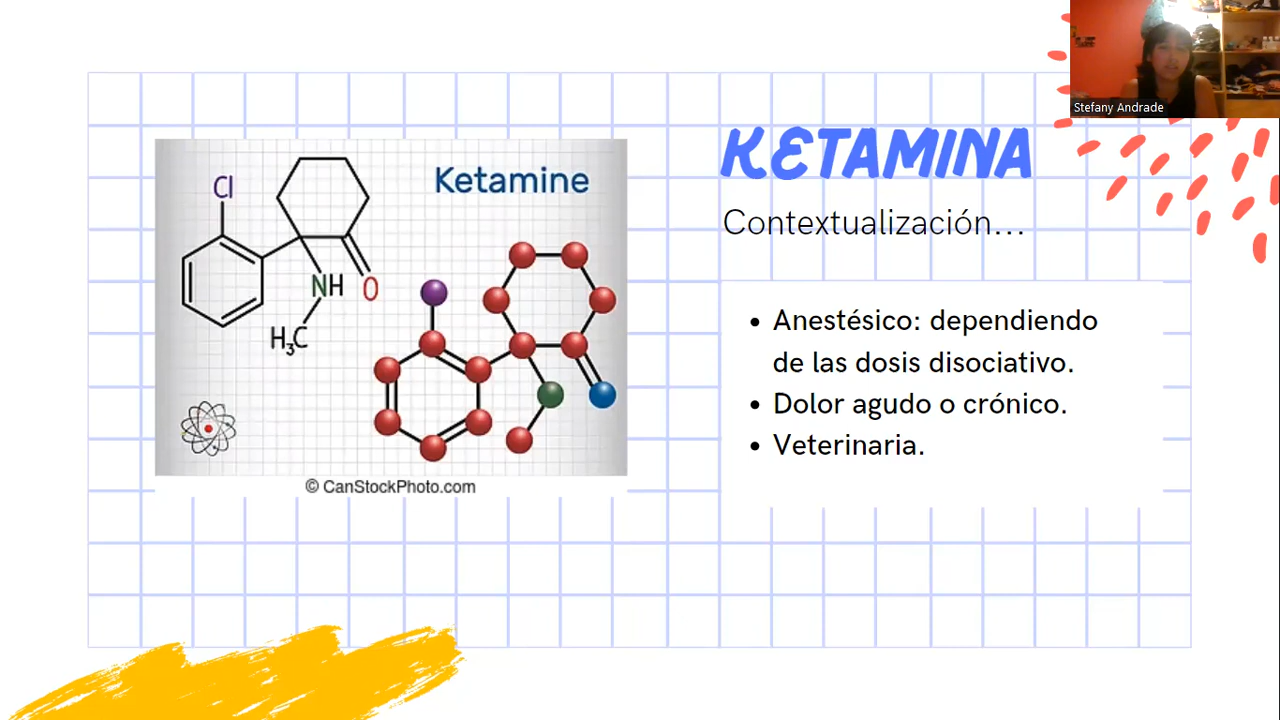 Stefany Andrade
KETAMINA
Contextualización...
Ketamine
Cl
NH
O
H₃C
© CanStockPhoto.com
• Anestésico: dependiendo
de las dosis disociativo.
• Dolor agudo o crónico.
• Veterinaria.